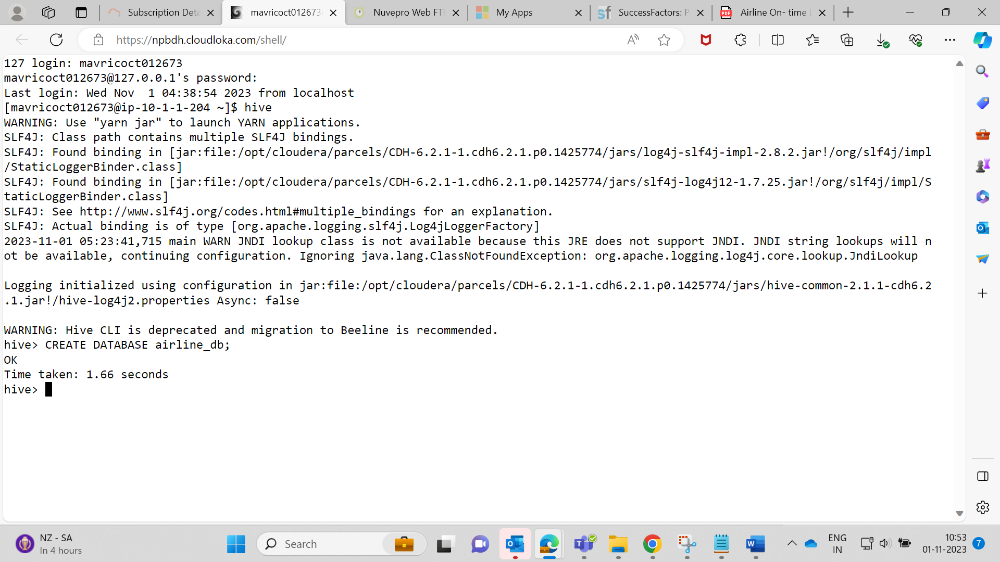 Subscription Deta
mavricoct012673
Nuvepro Web FTP
My Apps
SuccessFactors: P
Airline On- time D
https://npbdh.cloudloka.com/shell/
127 login: mavricoct012673
mavricoct012673@127.0.0.1's password:
Last login: Wed Nov  1 04:38:54 2023 from localhost
[mavricoct012673@ip-10-1-1-204 ~]$ hive
WARNING: Use "yarn jar" to launch YARN applications.
SLF4J: Class path contains multiple SLF4J bindings.
SLF4J: Found binding in [jar:file:/opt/cloudera/parcels/CDH-6.2.1-1.cdh6.2.1.p0.1425774/jars/log4j-slf4j-impl-2.8.2.jar!/org/slf4j/impl
/StaticLoggerBinder.class]
SLF4J: Found binding in [jar:file:/opt/cloudera/parcels/CDH-6.2.1-1.cdh6.2.1.p0.1425774/jars/slf4j-log4j12-1.7.25.jar!/org/slf4j/impl/S
taticLoggerBinder.class]
SLF4J: See http://www.slf4j.org/codes.html#multiple_bindings for an explanation.
SLF4J: Actual binding is of type [org.apache.logging.slf4j.Log4jLoggerFactory]
2023-11-01 05:23:41,715 main WARN JNDI lookup class is not available because this JRE does not support JNDI. JNDI string lookups will n
ot be available, continuing configuration. Ignoring java.lang.ClassNotFoundException: org.apache.logging.log4j.core.lookup.JndiLookup
Logging initialized using configuration in jar:file:/opt/cloudera/parcels/CDH-6.2.1-1.cdh6.2.1.p0.1425774/jars/hive-common-2.1.1-cdh6.2
.1.jar!/hive-log4j2.properties Async: false
WARNING: Hive CLI is deprecated and migration to Beeline is recommended.
hive> CREATE DATABASE airline_db;
OK
Time taken: 1.66 seconds
hive>
NZ - SA
In 4 hours
Search
ENG
IN
10:53
01-11-2023
7